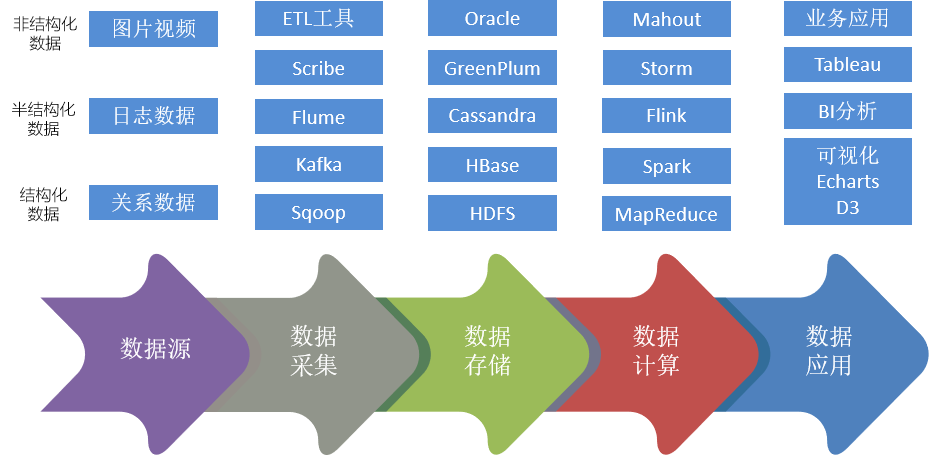 非结构化
数据
图片视频
半结构化
数据
日志数据
结构化
数据
关系数据
ETL工具
Scribe
Flume
Kafka
Sqoop
Oracle
GreenPlum
Cassandra
HBase
HDFS
Mahout
Storm
Flink
Spark
MapReduce
业务应用
Tableau
BI分析
可视化
Echarts
D3
数据源
数据
采集
数据
存储
数据
计算
数据
应用